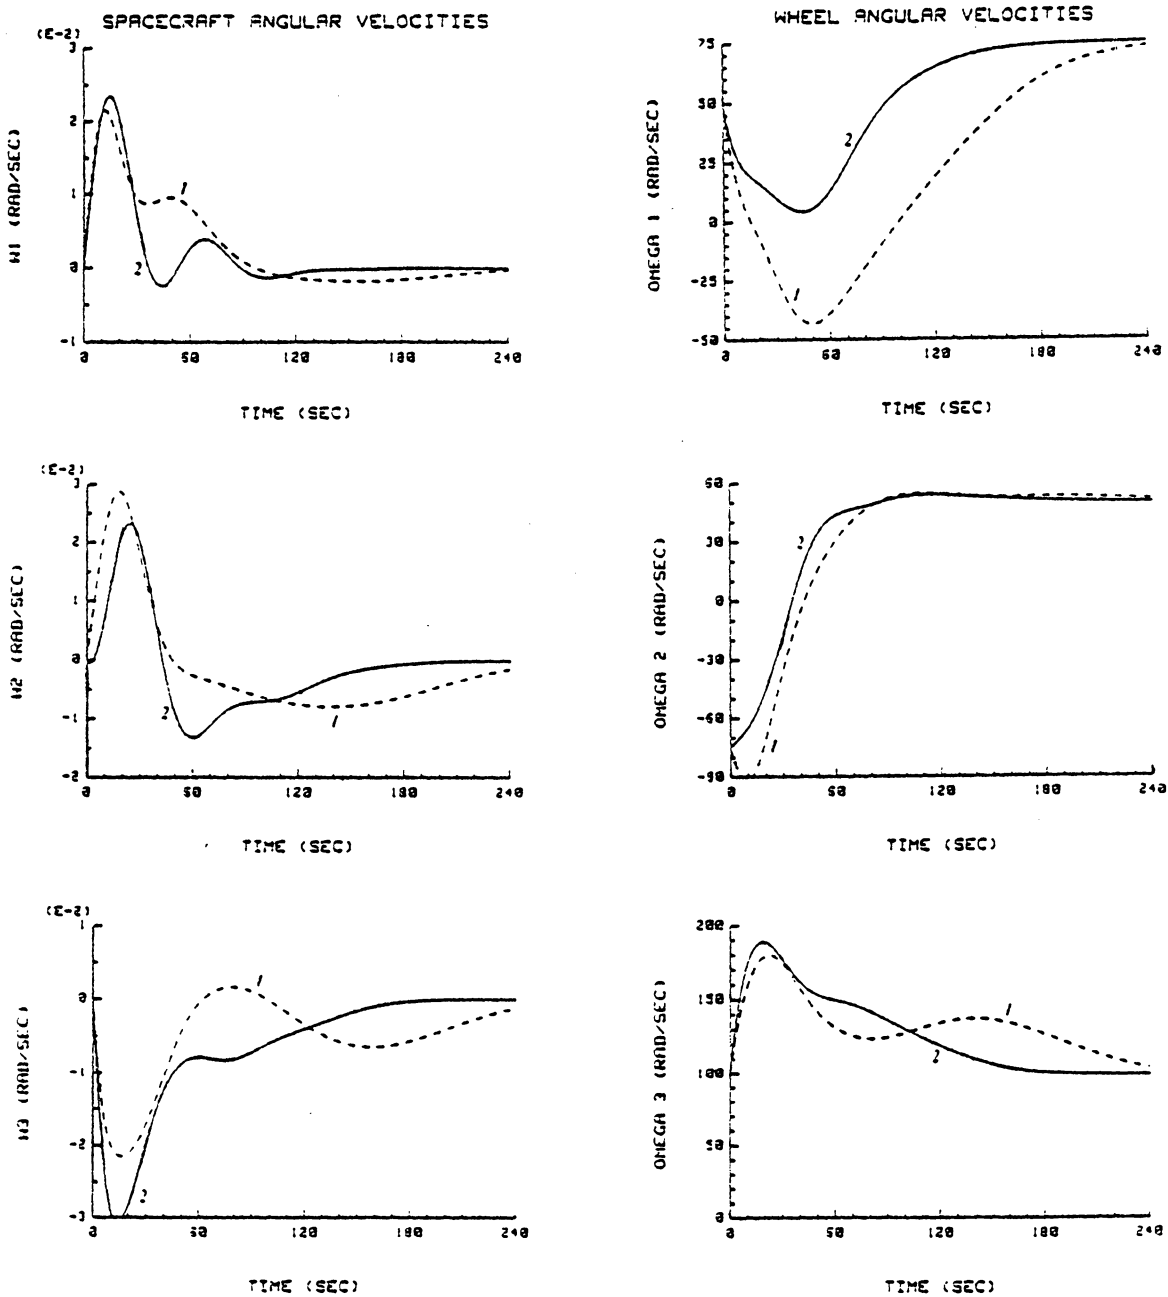 SPACECRAFT ANGULAR VELOCITIES
(E-2)
3
2
1
0
-1
W1 (RAD/SEC)
1
2
0 60 120 180 240
TIME (SEC)
WHEEL ANGULAR VELOCITIES
75
50
25
0
-25
-50
OMEGA 1 (RAD/SEC)
2
1
0 60 120 180 240
TIME (SEC)
(E-2)
3
2
1
0
-1
-2
W2 (RAD/SEC)
2
1
0 60 120 180 240
TIME (SEC)
60
30
0
-30
-60
-90
OMEGA 2 (RAD/SEC)
2
1
0 60 120 180 240
TIME (SEC)
(E-2)
1
0
-1
-2
-3
W3 (RAD/SEC)
1
2
0 60 120 180 240
TIME (SEC)
200
150
100
50
0
OMEGA 3 (RAD/SEC)
1
2
0 60 120 180 240
TIME (SEC)